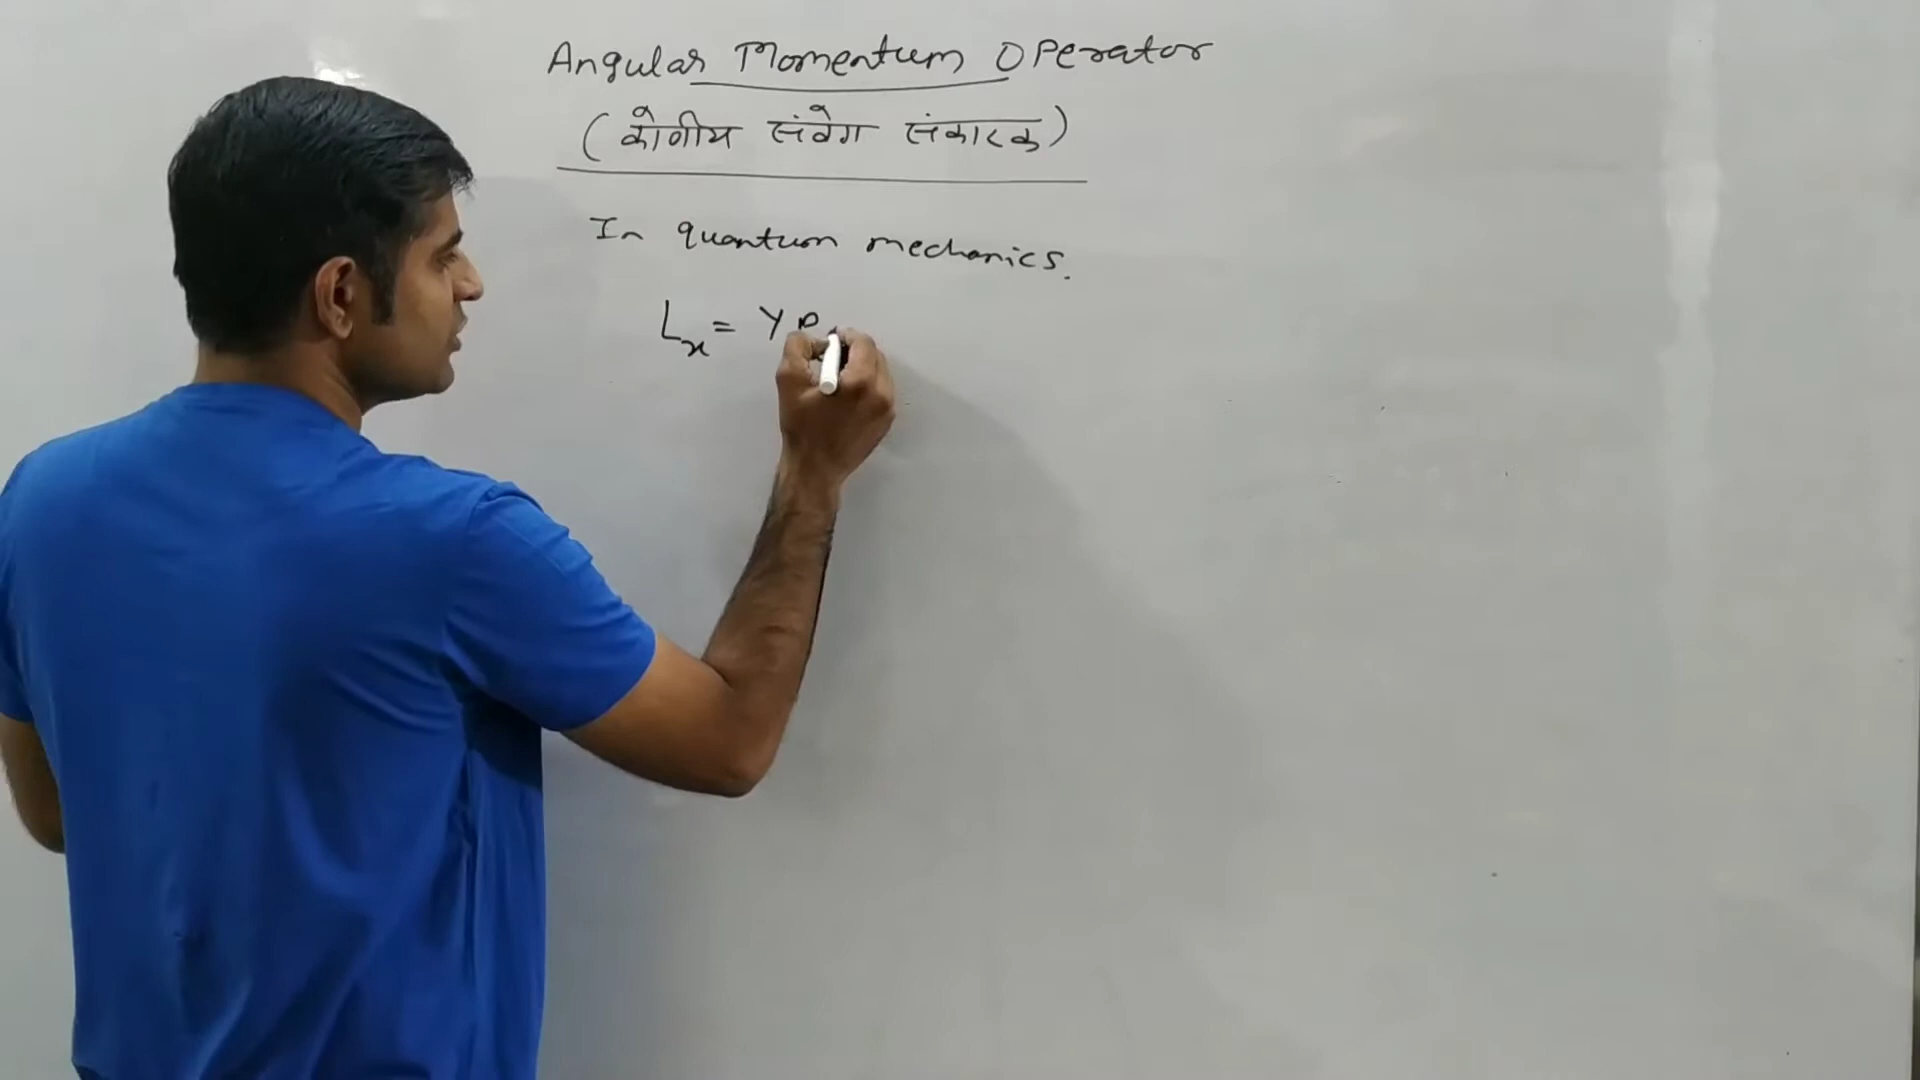 Angular Momentum Operator
(कोणीय संवेग संकारक)
In quantum mechanics.
Lx = Y P